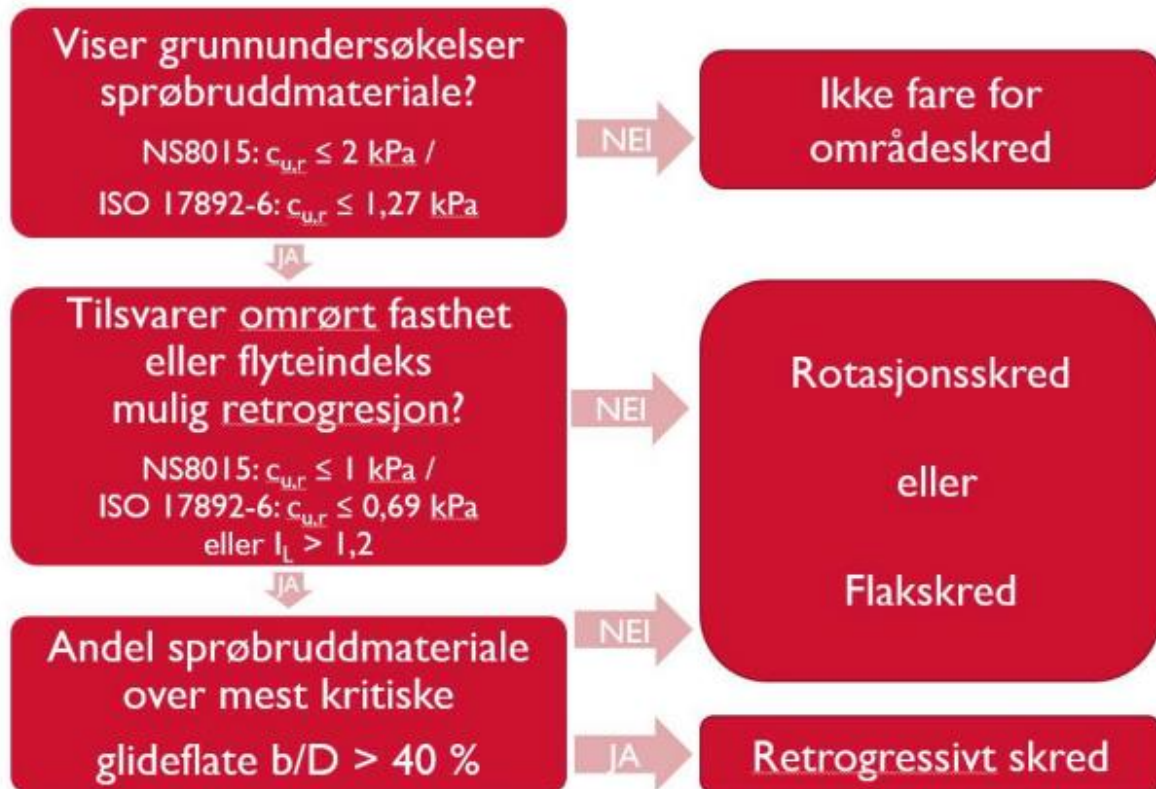 Viser grunnundersøkelser
sprøbruddmateriale?
NS8015: cu,r ≤ 2 kPa /
ISO 17892-6: cu,r ≤ 1,27 kPa
NEI
Ikke fare for
områdeskred
JA
Tilsvarer omrørt fasthet
eller flyteindeks
mulig retrogresjon?
NS8015: cu,r ≤ 1 kPa /
ISO 17892-6: cu,r ≤ 0,69 kPa
eller IL > 1,2
NEI
Rotasjonsskred
eller
Flakskred
JA
Andel sprøbruddmateriale
over mest kritiske
glideflate b/D > 40 %
NEI
JA
Retrogressivt skred